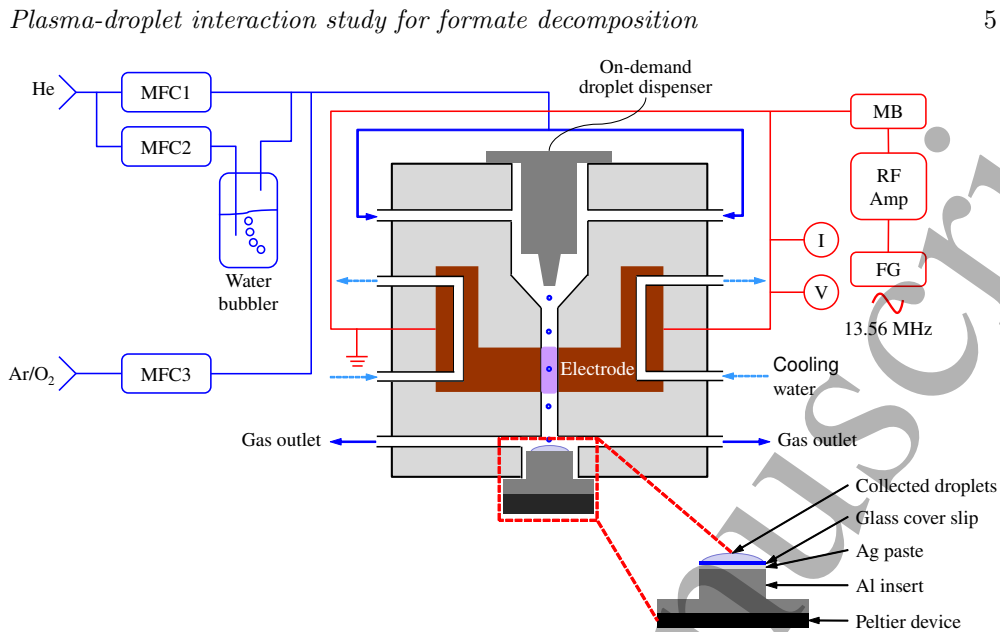 Plasma-droplet interaction study for formate decomposition 5
On-demand
droplet dispenser
He
MFC1
MB
MFC2
RF
Amp
I
Water
bubbler
FG
V
13.56 MHz
Ar/O₂
MFC3
Electrode
Cooling
water
Gas outlet
Gas outlet
Collected droplets
Glass cover slip
Ag paste
Al insert
Peltier device